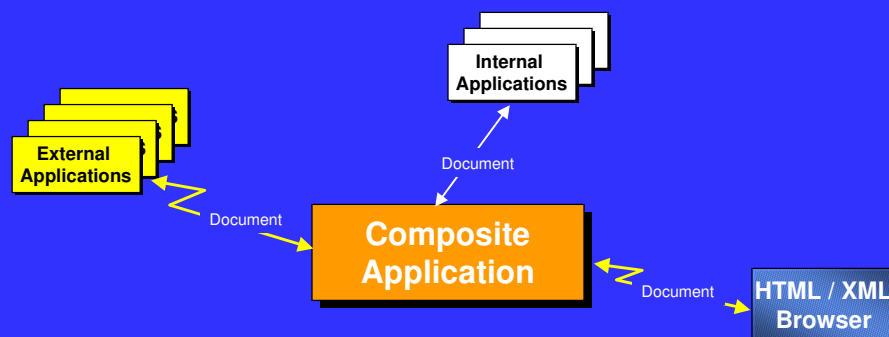 Internal
Applications
External
Applications
Document
Document
Composite
Application
Document
HTML / XML
Browser